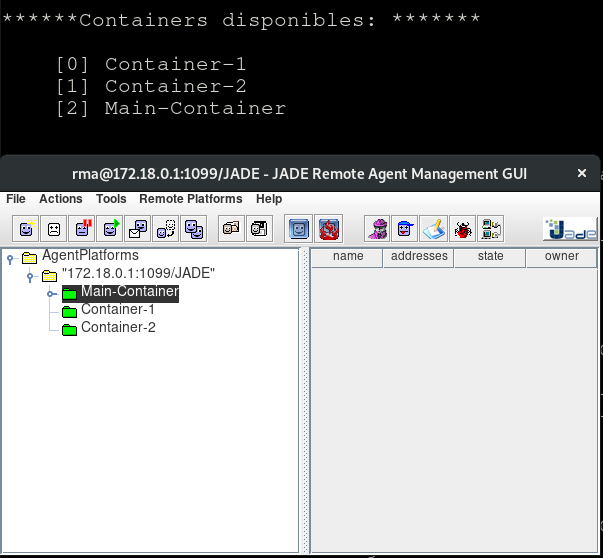 ******Containers disponibles: *******
[0] Container-1
[1] Container-2
[2] Main-Container
rma@172.18.0.1:1099/JADE - JADE Remote Agent Management GUI ×
File Actions Tools Remote Platforms Help
Jade
AgentPlatforms
"172.18.0.1:1099/JADE"
Main-Container
Container-1
Container-2
name addresses state owner